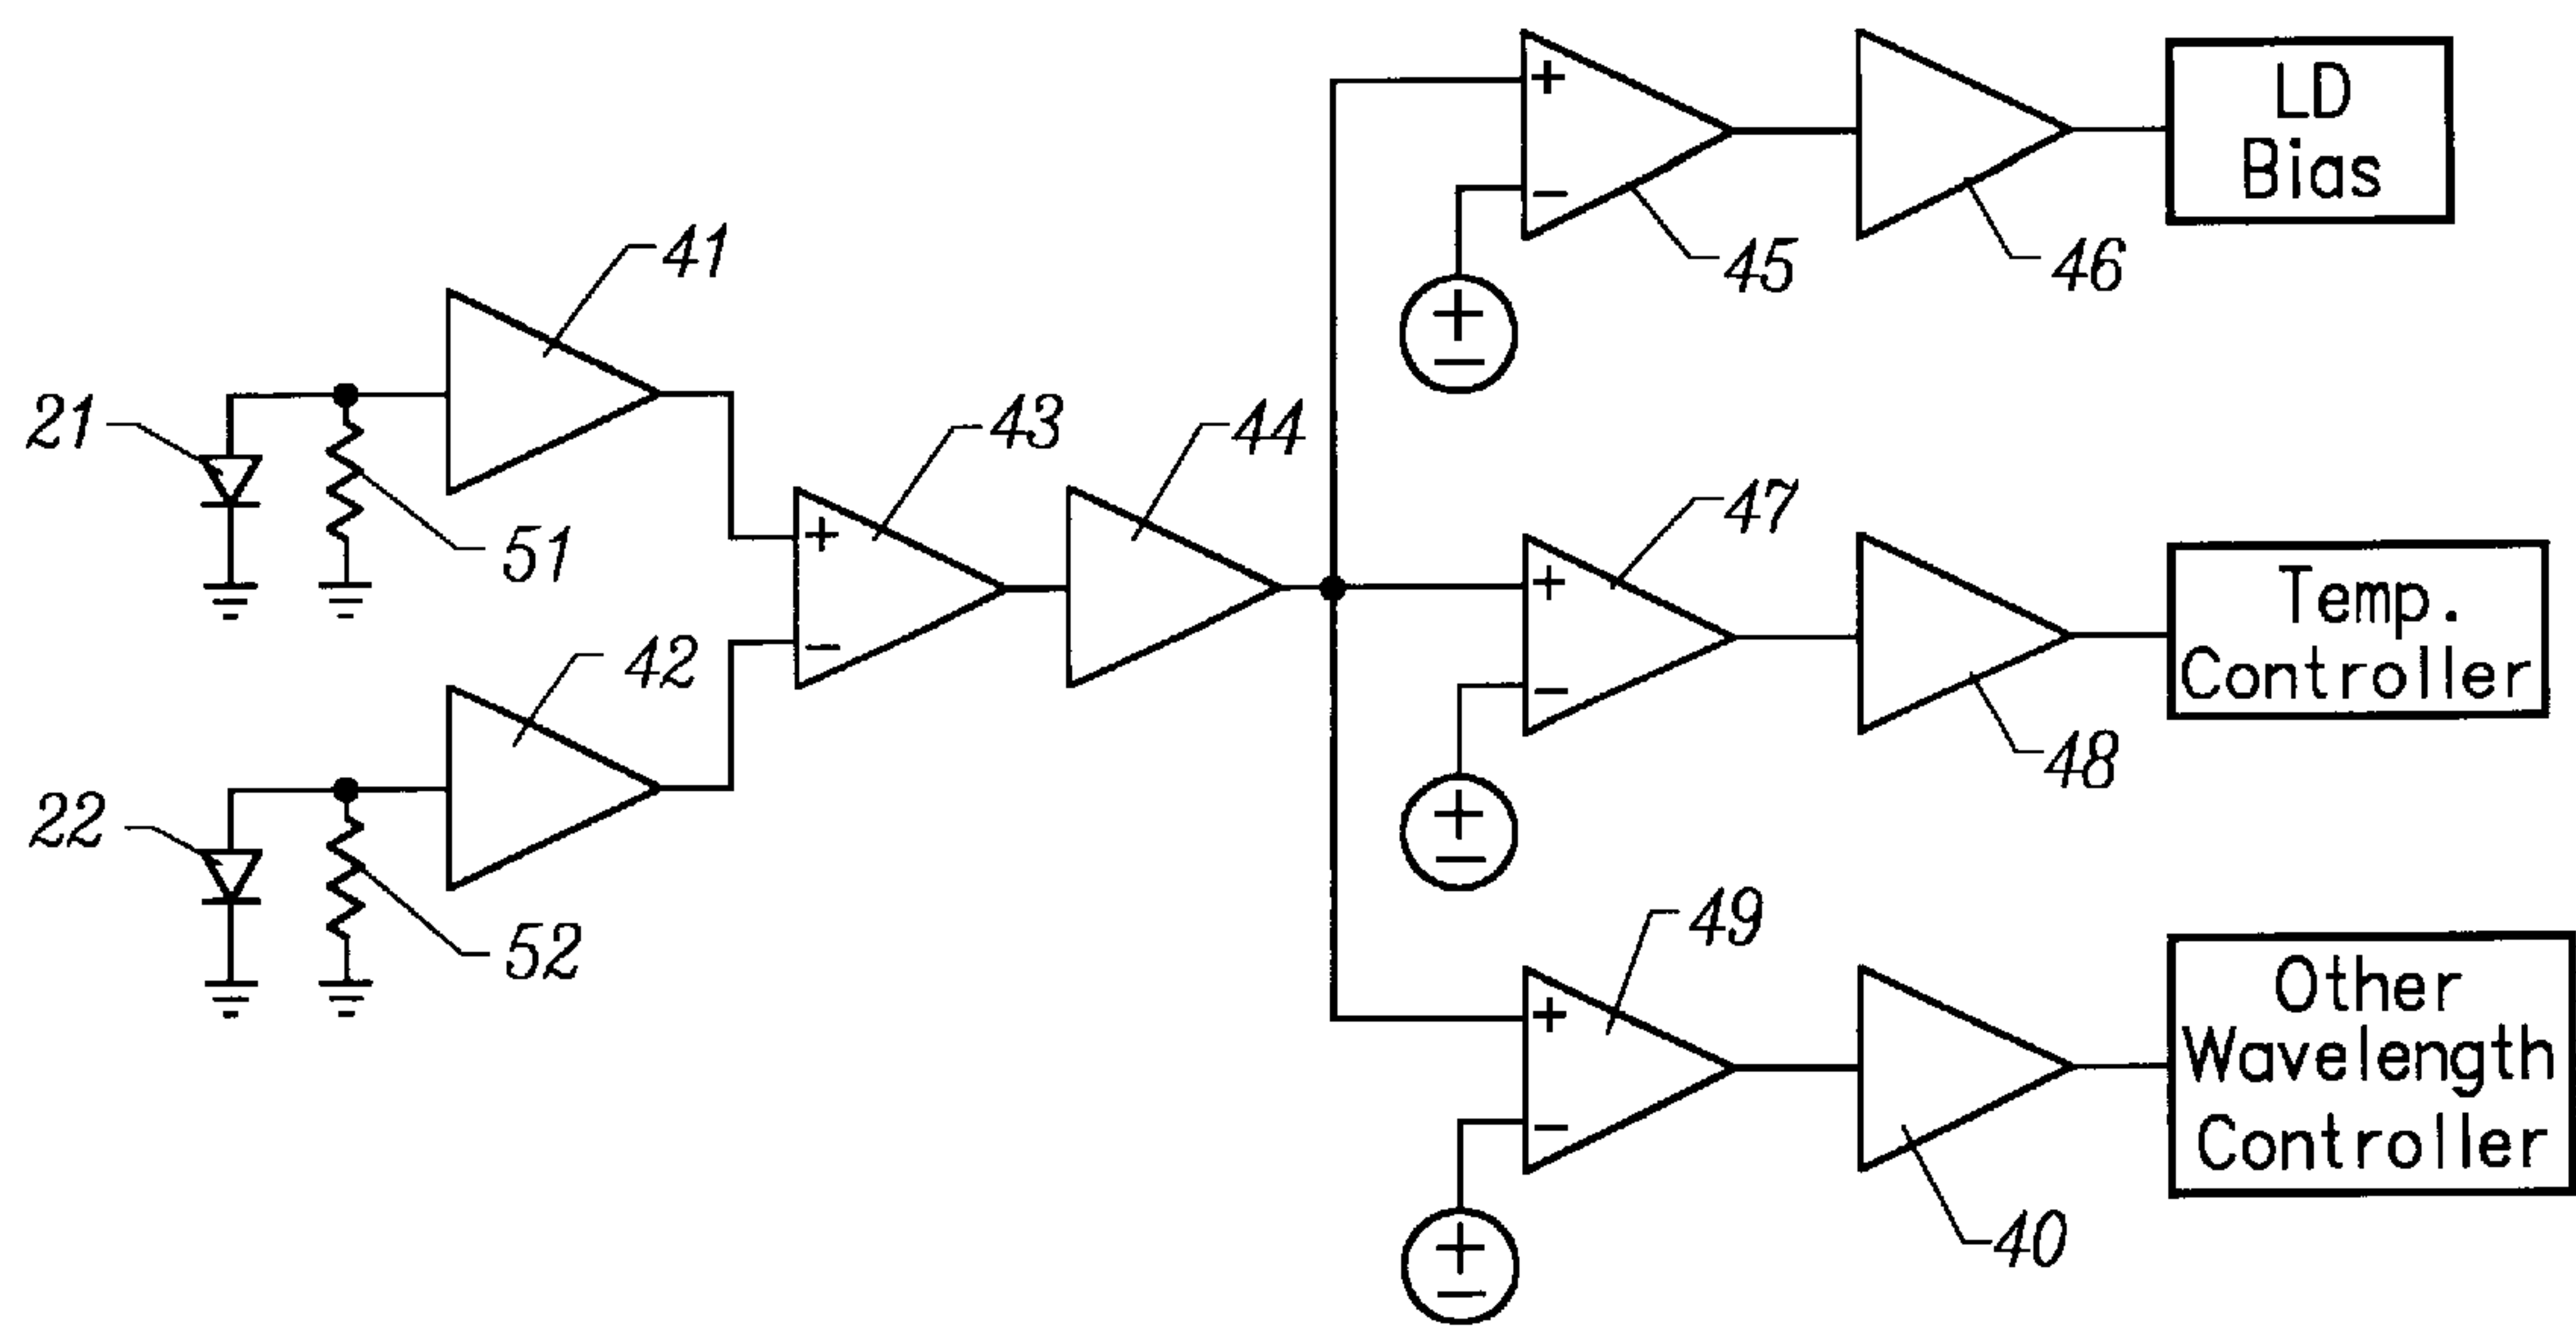 LD
Bias
41
45
46
21
43
44
47
51
Temp.
Controller
42
48
22
49
52
Other
Wavelength
Controller
40